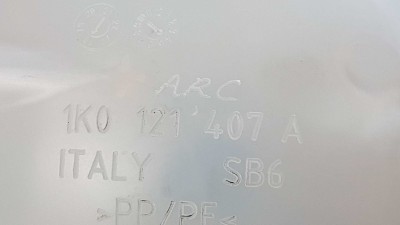 ARC
1K0 121 407 A
ITALY SB6
>PP/PE<